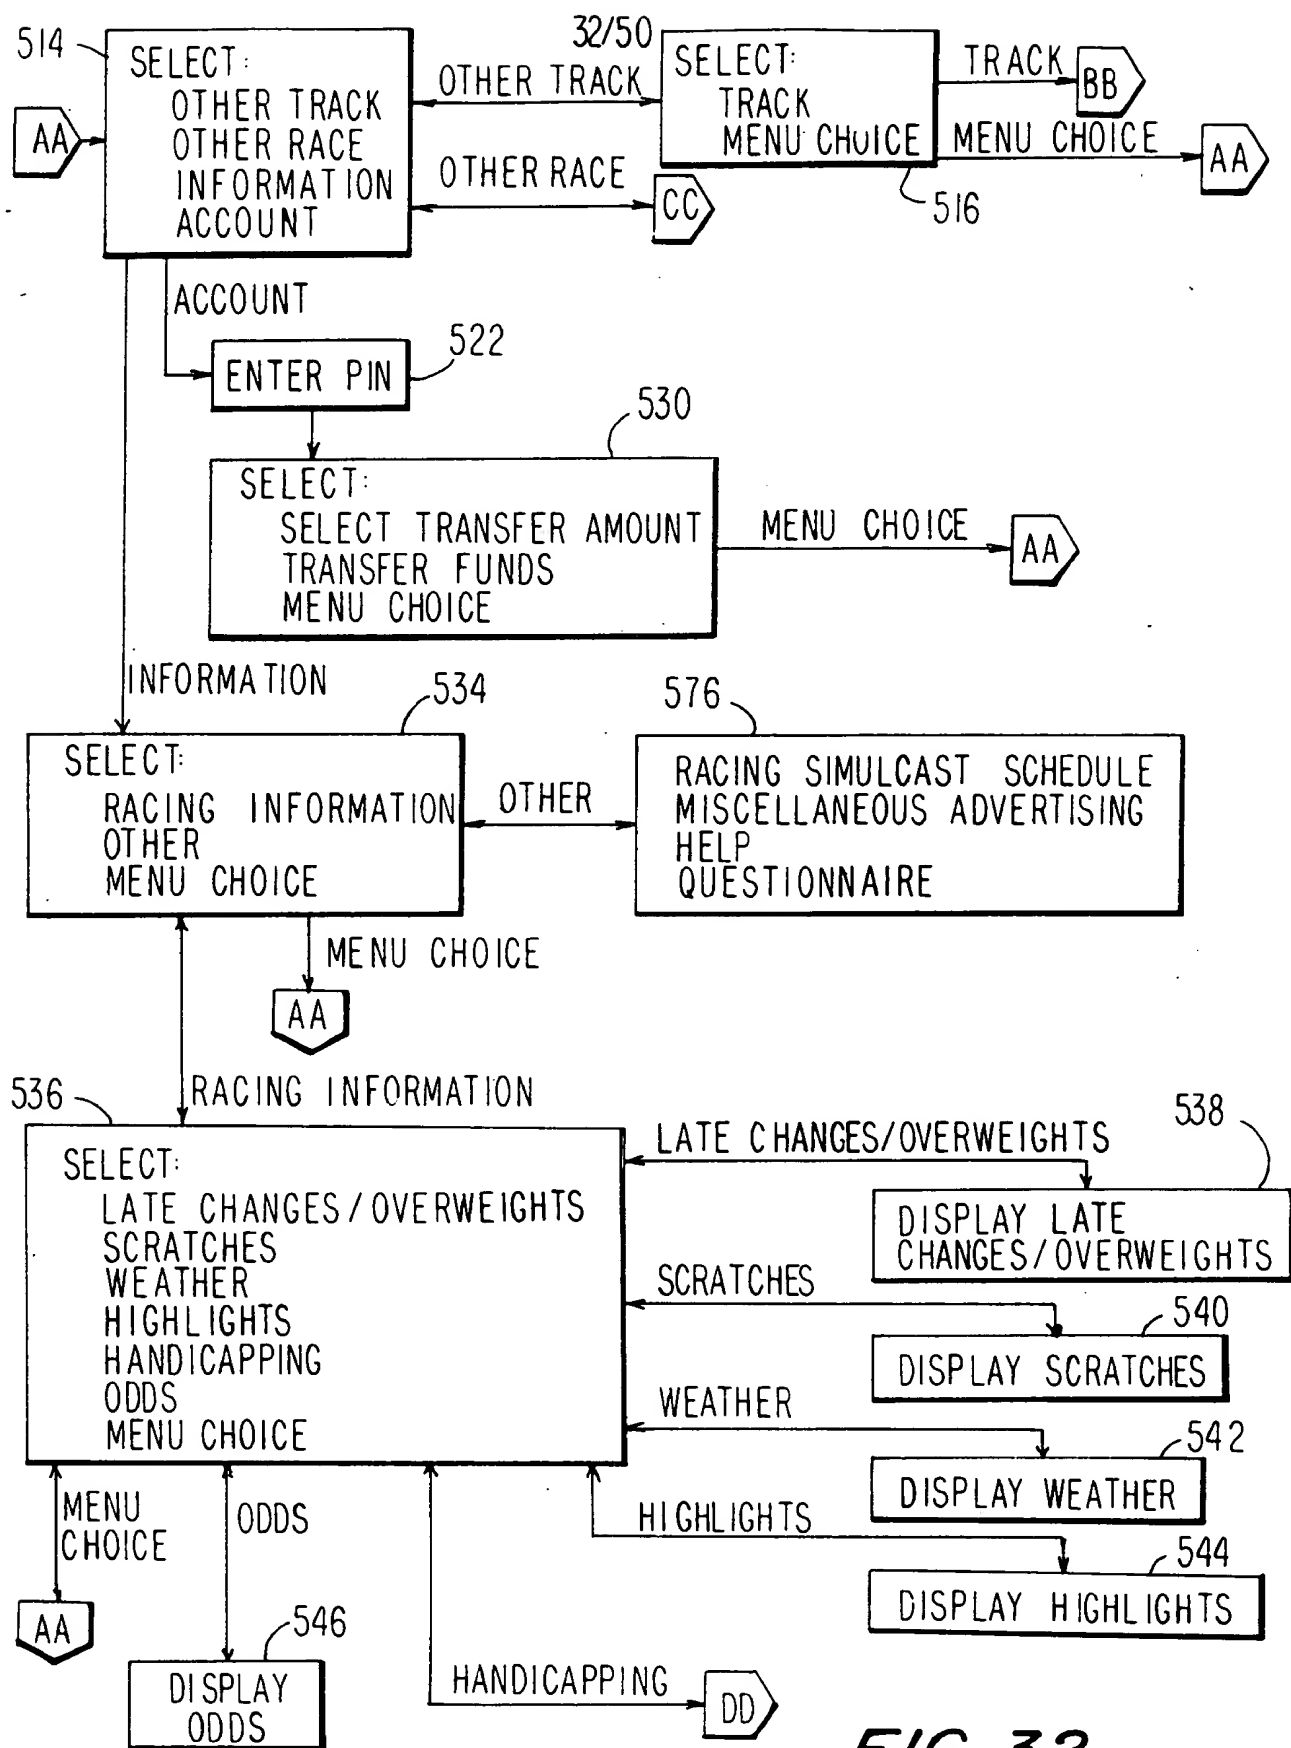 514
SELECT:
OTHER TRACK
OTHER RACE
INFORMATION
ACCOUNT
AA
OTHER TRACK
OTHER RACE
CC
32/50
SELECT:
TRACK
MENU CHOICE
516
TRACK
BB
MENU CHOICE
AA
ACCOUNT
ENTER PIN
522
530
SELECT:
SELECT TRANSFER AMOUNT
TRANSFER FUNDS
MENU CHOICE
MENU CHOICE
AA
INFORMATION
534
SELECT:
RACING INFORMATION
OTHER
MENU CHOICE
OTHER
576
RACING SIMULCAST SCHEDULE
MISCELLANEOUS ADVERTISING
HELP
QUESTIONNAIRE
MENU CHOICE
AA
RACING INFORMATION
536
SELECT:
LATE CHANGES/OVERWEIGHTS
SCRATCHES
WEATHER
HIGHLIGHTS
HANDICAPPING
ODDS
MENU CHOICE
LATE CHANGES/OVERWEIGHTS
538
DISPLAY LATE
CHANGES/OVERWEIGHTS
SCRATCHES
540
DISPLAY SCRATCHES
WEATHER
542
DISPLAY WEATHER
HIGHLIGHTS
544
DISPLAY HIGHLIGHTS
MENU
CHOICE
AA
ODDS
546
DISPLAY
ODDS
HANDICAPPING
DD
FIG. 32